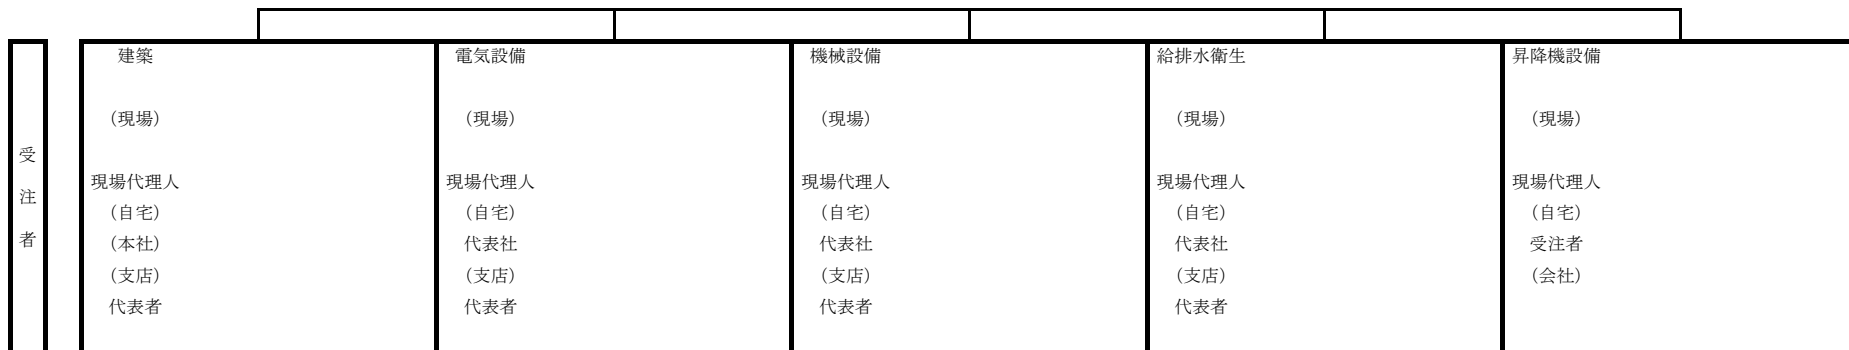 受注者
建築
（現場）
現場代理人
（自宅）
（本社）
（支店）
代表者
電気設備
（現場）
現場代理人
（自宅）
代表社
（支店）
代表者
機械設備
（現場）
現場代理人
（自宅）
代表社
（支店）
代表者
給排水衛生
（現場）
現場代理人
（自宅）
代表社
（支店）
代表者
昇降機設備
（現場）
現場代理人
（自宅）
受注者
（会社）